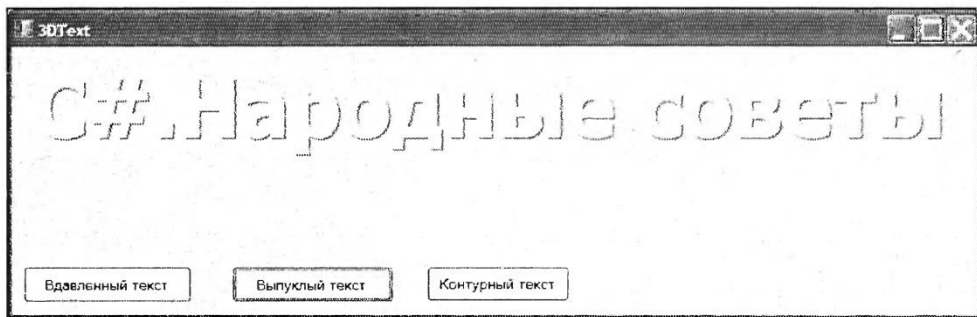 3DText
C#.Народные советы
Вдавленный текст Выпуклый текст Контурный текст